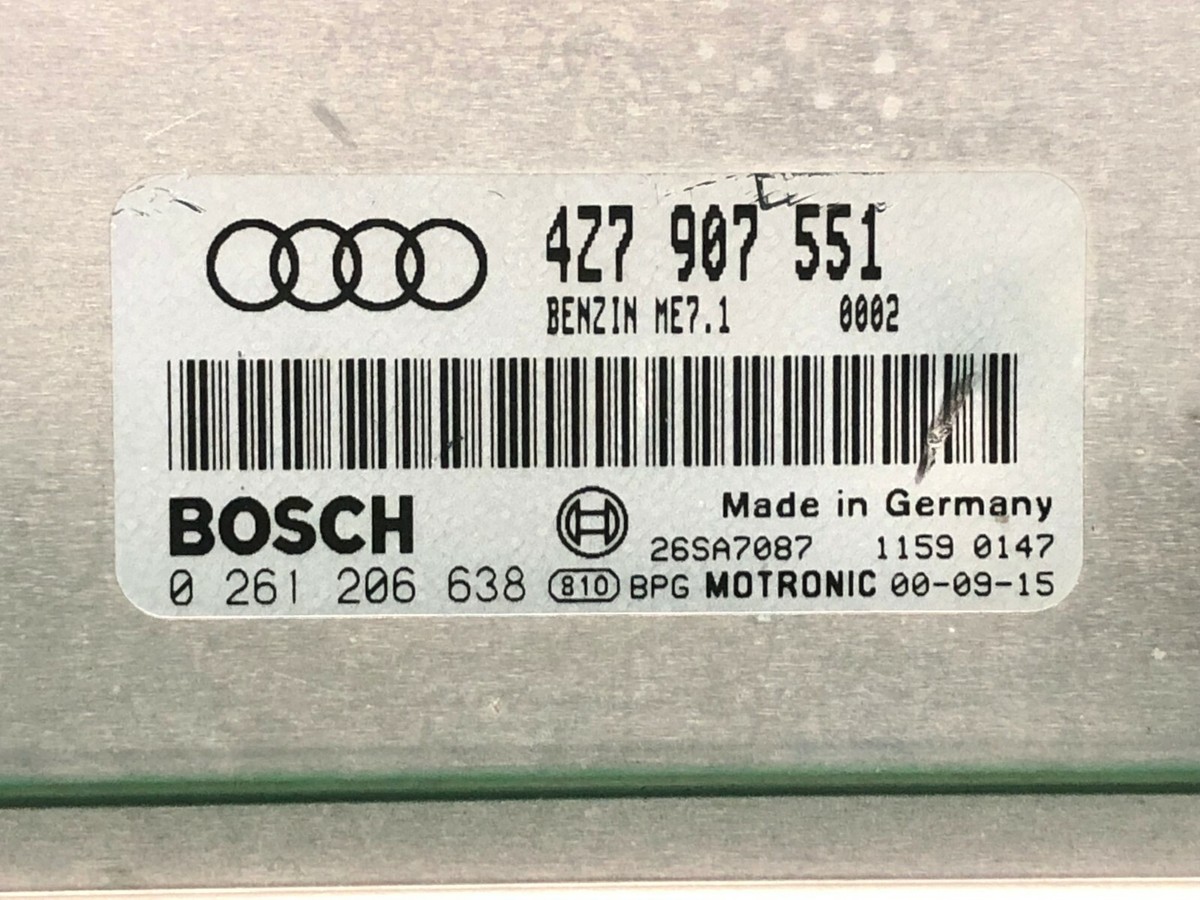 4Z7 907 551
BENZIN ME7.1 0002
BOSCH
Made in Germany
26SA7087 1159 0147
0 261 206 638 810 BPG MOTRONIC 00-09-15